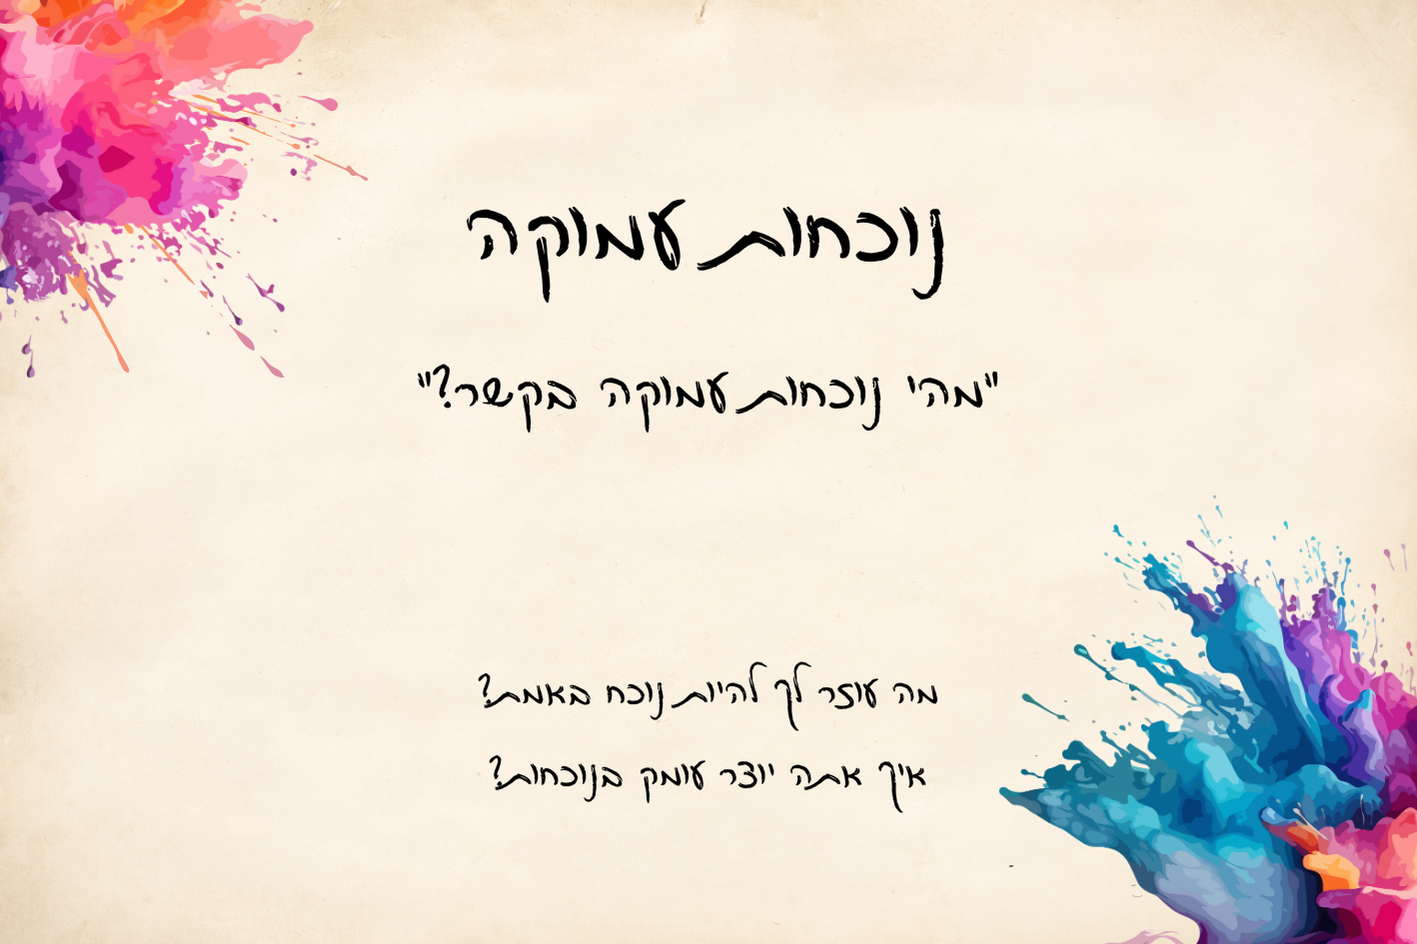 נוכחות עמוקה
"מהי נוכחות עמוקה בקשר?"
מה עוזר לך להיות נוכח באמת?
איך אתה יוצר עומק בנוכחות?